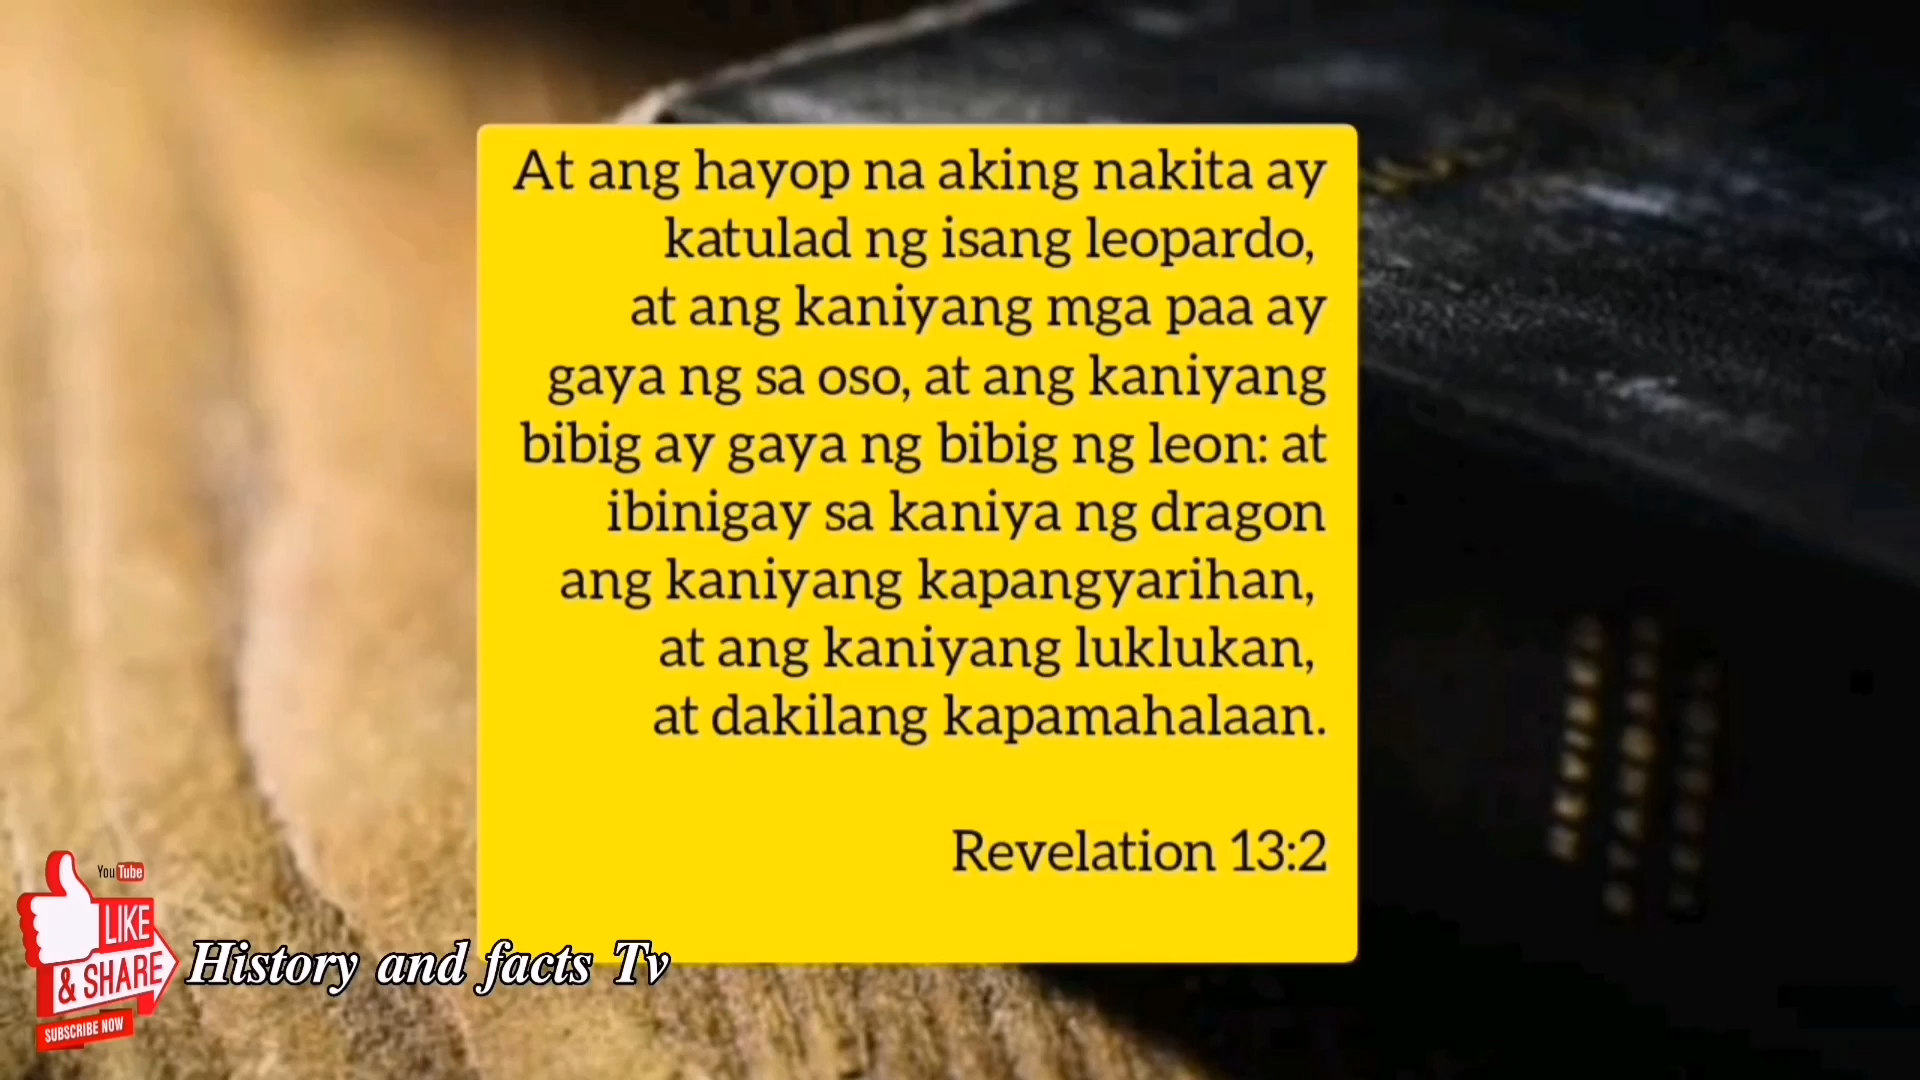 At ang hayop na aking nakita ay
katulad ng isang leopardo,
at ang kaniyang mga paa ay
gaya ng sa oso, at ang kaniyang
bibig ay gaya ng bibig ng leon: at
ibinigay sa kaniya ng dragon
ang kaniyang kapangyarihan,
at ang kaniyang luklukan,
at dakilang kapamahalaan.
Revelation 13:2
YouTube
LIKE
& SHARE
SUBSCRIBE NOW
History and facts Tv